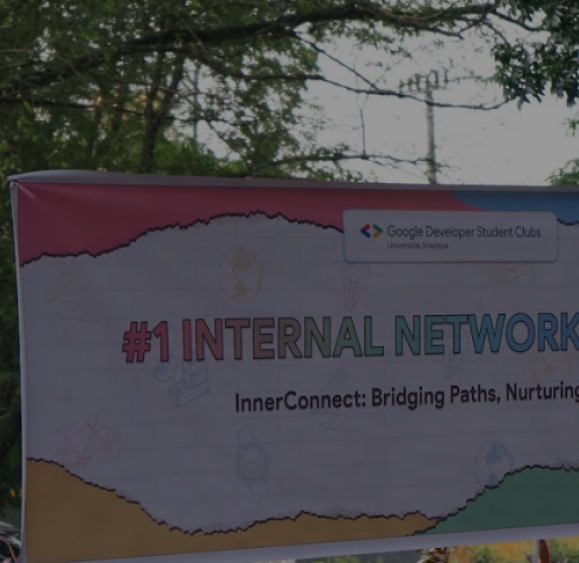 Google Developer Student Clubs
Universitas Sriwijaya
#1 INTERNAL NETWORK
InnerConnect: Bridging Paths, Nurturing